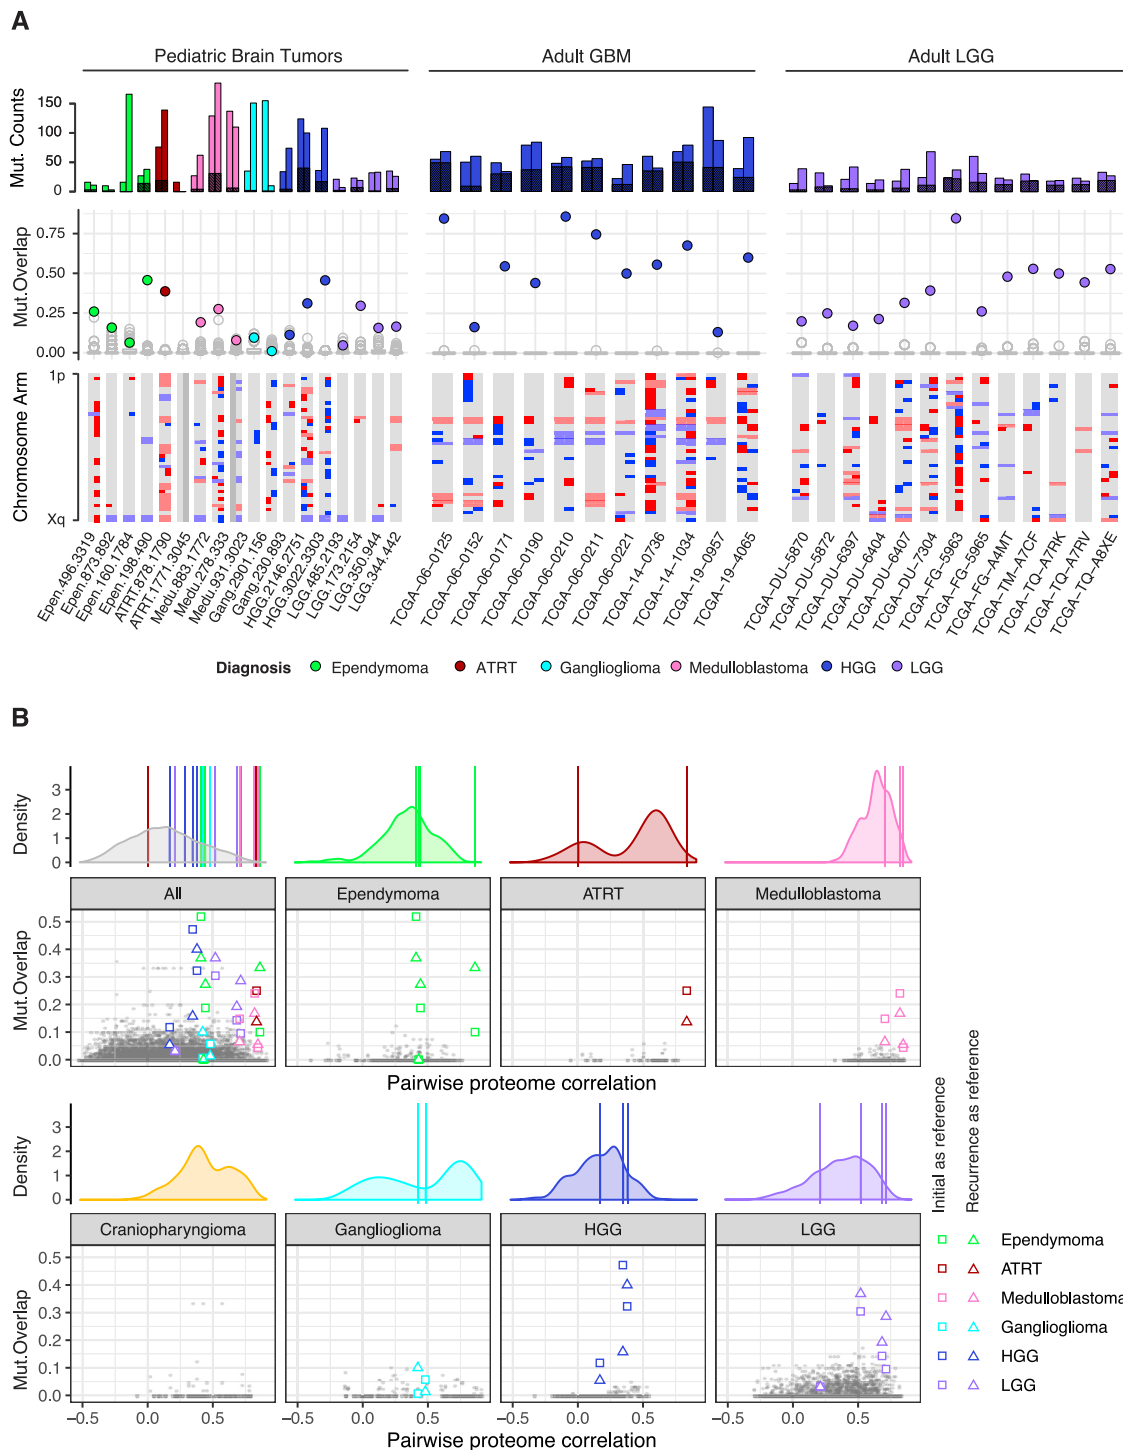 A
Pediatric Brain Tumors
Adult GBM
Adult LGG
Mut. Counts
150
100
50
0
Mut.Overlap
0.75
0.50
0.25
0.00
Chromosome Arm
1p
Xq
Epen.496.3319
Epen.873.892
Epen.160.1784
Epen.198.490
ATRT.878.1790
ATRT.1771.3045
Medu.883.1772
Medu.278.333
Medu.931.3023
Gang.2901.156
Gang.230.893
HGG.146.2751
HGG.3022.3303
LGG.485.2193
LGG.173.2154
LGG.350.944
LGG.344.442
TCGA-06-0125
TCGA-06-0152
TCGA-06-0171
TCGA-06-0190
TCGA-06-0210
TCGA-06-0211
TCGA-06-0221
TCGA-14-0736
TCGA-14-1034
TCGA-19-0957
TCGA-19-4065
TCGA-DU-5870
TCGA-DU-5872
TCGA-DU-6397
TCGA-DU-6404
TCGA-DU-6407
TCGA-DU-7304
TCGA-FG-5963
TCGA-FG-5965
TCGA-FG-A4MT
TCGA-TM-A7CF
TCGA-TQ-A7RK
TCGA-TQ-A7RV
TCGA-TQ-A8XE
Diagnosis Ependymoma ATRT Ganglioglioma Medulloblastoma HGG LGG
B
Density
3
2
1
0
All
Ependymoma
ATRT
Medulloblastoma
Mut.Overlap
0.5
0.4
0.3
0.2
0.1
0.0
Pairwise proteome correlation
Density
3
2
1
0
Craniopharyngioma
Ganglioglioma
HGG
LGG
Mut.Overlap
0.5
0.4
0.3
0.2
0.1
0.0
−0.5 0.0 0.5
−0.5 0.0 0.5
−0.5 0.0 0.5
−0.5 0.0 0.5
Pairwise proteome correlation
Initial as reference
Recurrence as reference
Ependymoma
ATRT
Medulloblastoma
Ganglioglioma
HGG
LGG